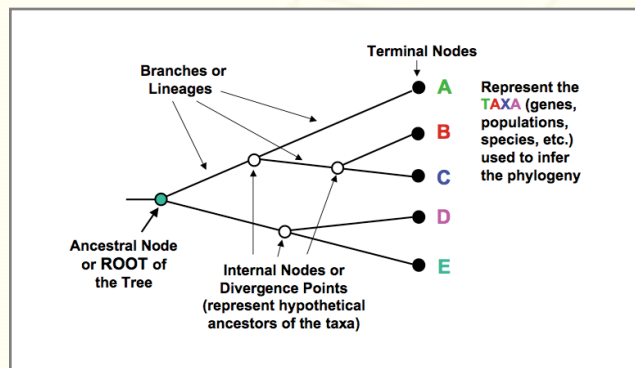 Terminal Nodes
Branches or
Lineages
A
B
C
D
E
Represent the
TAXA (genes,
populations,
species, etc.)
used to infer
the phylogeny
Ancestral Node
or ROOT of
the Tree
Internal Nodes or
Divergence Points
(represent hypothetical
ancestors of the taxa)